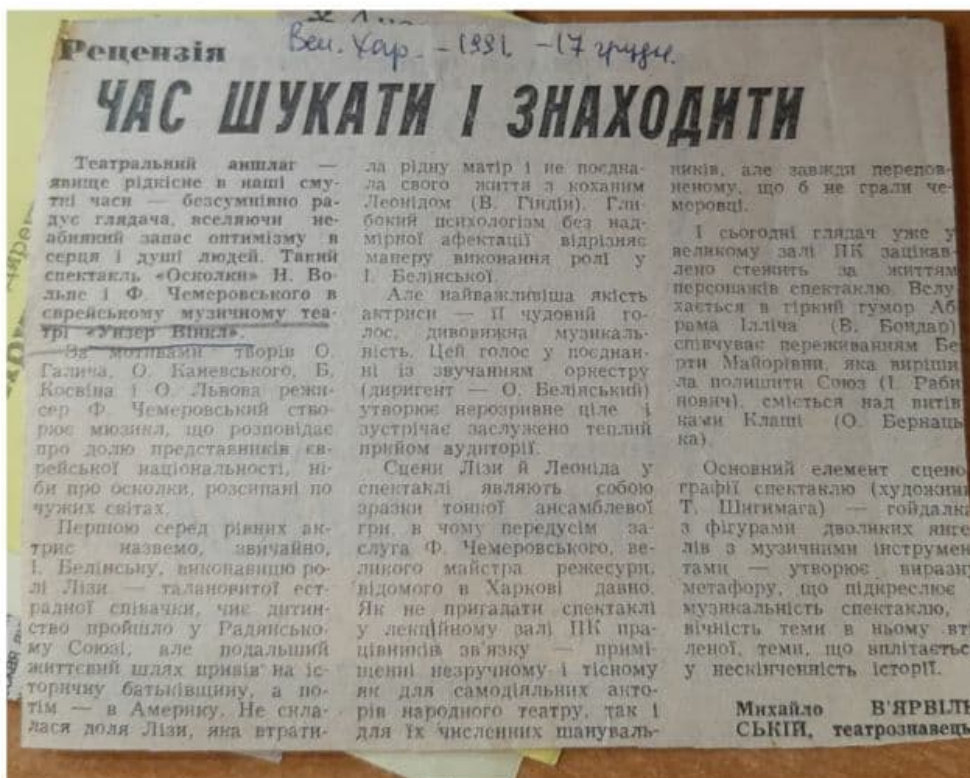 Рецензія
Веч. Хар. - 1991 - 17 грудн.
ЧАС ШУКАТИ І ЗНАХОДИТИ
Театральний аншлаг —
явище рідкісне в наші сму-
тні часи — безсумнівно ра-
дує глядача, вселяючи не-
абиякий запас оптимізму в
серця і душі людей. Такий
спектакль «Осколки» Н. Во-
льпе і Ф. Чемеровського в
єврейському музичному теа-
трі «Ундзер Вінкл».
За мотивами творів О.
Галича, О. Каневського, Б.
Косвіна і О. Львова режи-
сер Ф. Чемеровський ство-
рює мюзикл, що розповідає
про долю представників єв-
рейської національності, ні-
би про осколки, розсипані по
чужих світах.
Першою серед рівних ак-
трис назвемо, звичайно,
І. Белінську, виконавицю ро-
лі Лізи — талановитої ест-
радної співачки, чиє дитин-
ство пройшло у Радянсько-
му Союзі, але подальший
життєвий шлях привів на іс-
торичну батьківщину, а по-
тім — в Америку. Не скла-
лася доля Лізи, яка втрати-
ла рідну матір і не поєдна-
ла свого життя з коханим
Леонідом (В. Гіндін). Гли-
бокий психологізм без над-
мірної афектації відрізняє
манеру виконання ролі у
І. Белінської.
Але найважливіша якість
актриси — її чудовий го-
лос, дивовижна музикаль-
ність. Цей голос у поєднан-
ні із звучанням оркестру
(диригент — О. Белінський)
утворює нерозривне ціле і
зустрічає заслужено теплий
прийом аудиторії.
Сцени Лізи й Леоніда у
спектаклі являють собою
зразки тонкої ансамблевої
гри, в чому передусім за-
слуга Ф. Чемеровського, ве-
ликого майстра режесури,
відомого в Харкові давно.
Як не пригадати спектаклі
у лекційному залі ПК пра-
цівників зв'язку — примі-
щенні незручному і тісному
як для самодіяльних акто-
рів народного театру, так і
для їх численних шануваль-
ників, але завжди перепов-
неному, що б не грали че-
меровці.
І сьогодні глядач уже у
великому залі ПК зацікав-
лено стежить за життям
персонажів спектаклю. Вслу-
хається в гіркий гумор Аб-
рама Ілліча (В. Бондар)
співчуває переживанням Бе-
рти Майорівни, яка виріши-
ла полишити Союз (І. Раби-
нович), сміється над витів-
ками Клаші (О. Бернаць-
ка).
Основний елемент сцено-
графії спектаклю (художник
Т. Шигимага) — гойдалка
з фігурами дволиких янге-
лів з музичними інструмен-
тами — утворює виразну
метафору, що підкреслює
музикальність спектаклю,
вічність теми в ньому вт
леної, теми, що вплітаєтьс
у нескінченність історії.
Михайло В'ЯРВІЛЬ
СЬКІЙ, театрознавець